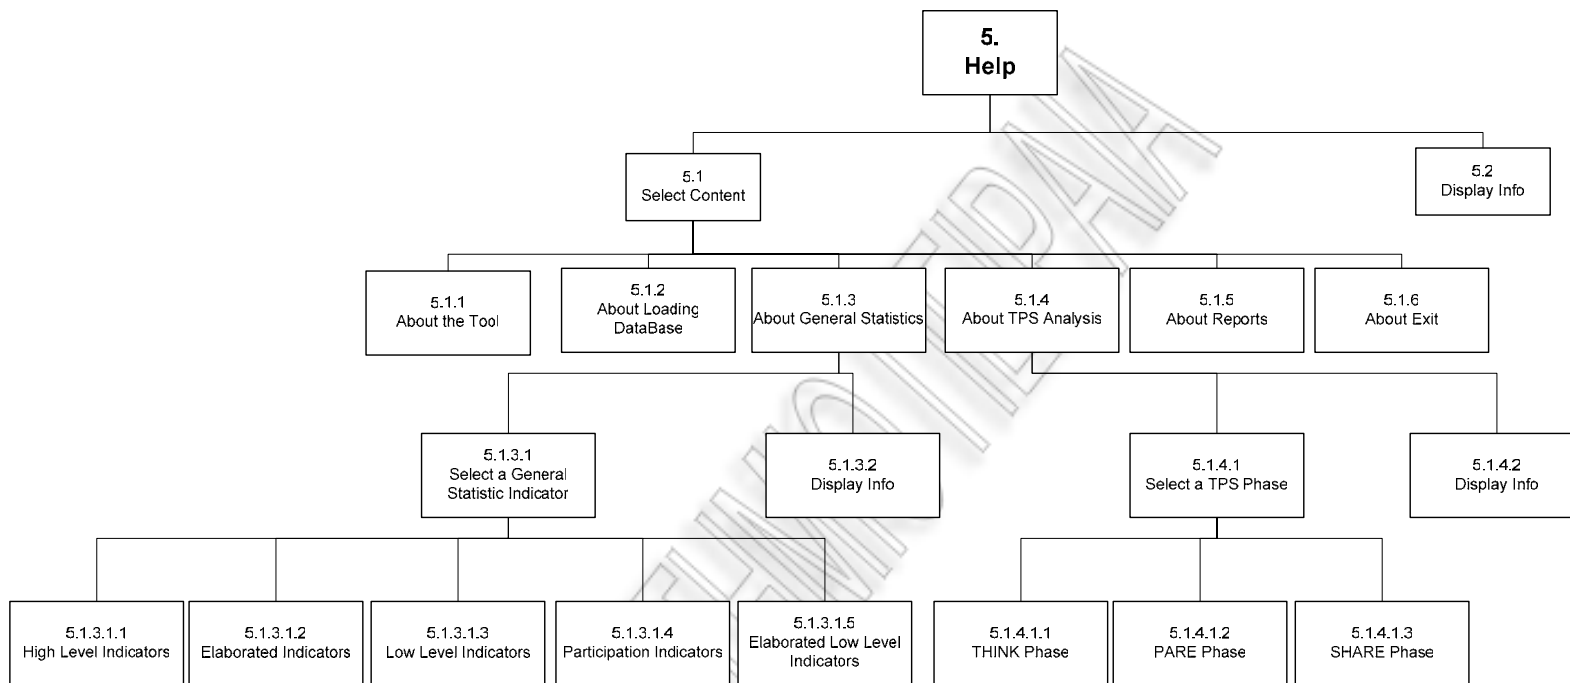 5.
Help
5.1
Select Content
5.2
Display Info
5.1.1
About the Tool
5.1.2
About Loading
DataBase
5.1.3
About General Statistics
5.1.4
About TPS Analysis
5.1.5
About Reports
5.1.6
About Exit
5.1.3.1
Select a General
Statistic Indicator
5.1.3.2
Display Info
5.1.4.1
Select a TPS Phase
5.1.4.2
Display Info
5.1.3.1.1
High Level Indicators
5.1.3.1.2
Elaborated Indicators
5.1.3.1.3
Low Level Indicators
5.1.3.1.4
Participation Indicators
5.1.3.1.5
Elaborated Low Level
Indicators
5.1.4.1.1
THINK Phase
5.1.4.1.2
PARE Phase
5.1.4.1.3
SHARE Phase